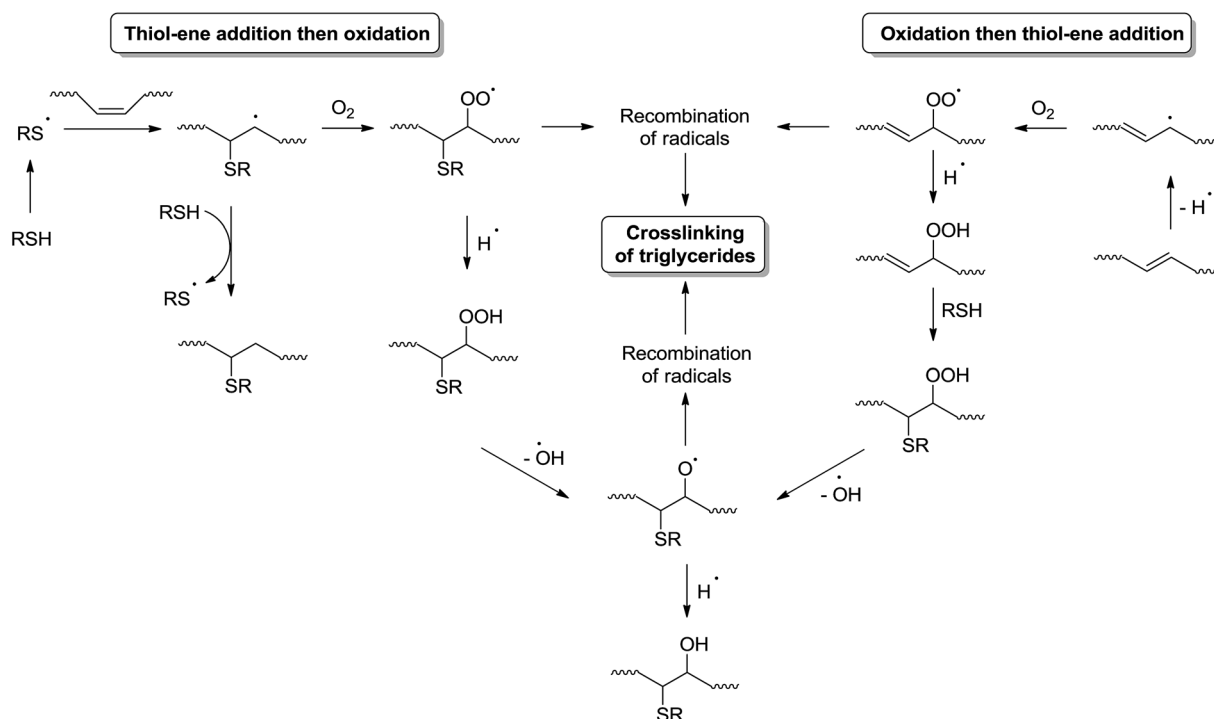 Thiol-ene addition then oxidation
Oxidation then thiol-ene addition
RS•
O2
OO•
SR
SR
RSH
RSH
RS•
SR
H•
OOH
SR
Recombination
of radicals
Crosslinking
of triglycerides
Recombination
of radicals
OO•
O2
H•
- H•
OOH
RSH
OOH
SR
- •OH
- •OH
O•
SR
H•
OH
SR